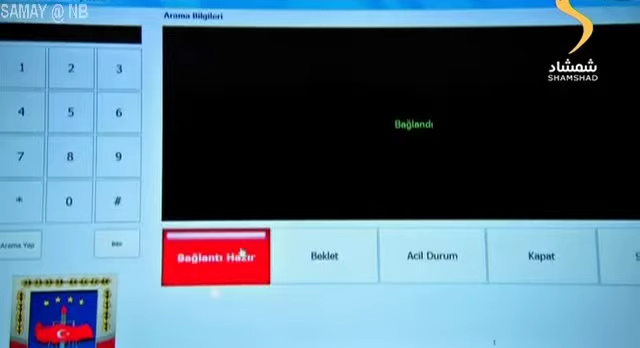 SAMAY @ NB
Arama Bilgileri
شمشاد
SHAMSHAD
1 2 3
4 5 6
7 8 9
* 0 #
Bağlandı
Arama Yap
Bağlantı Hazır
Beklet
Acil Durum
Kapat
S